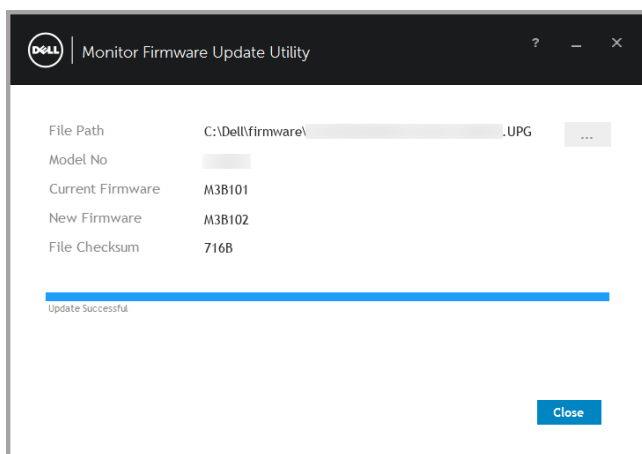 DELL Monitor Firmware Update Utility ? _ ×
File Path C:\Dell\firmware\ .UPG ...
Model No
Current Firmware M3B101
New Firmware M3B102
File Checksum 716B
Update Successful
Close